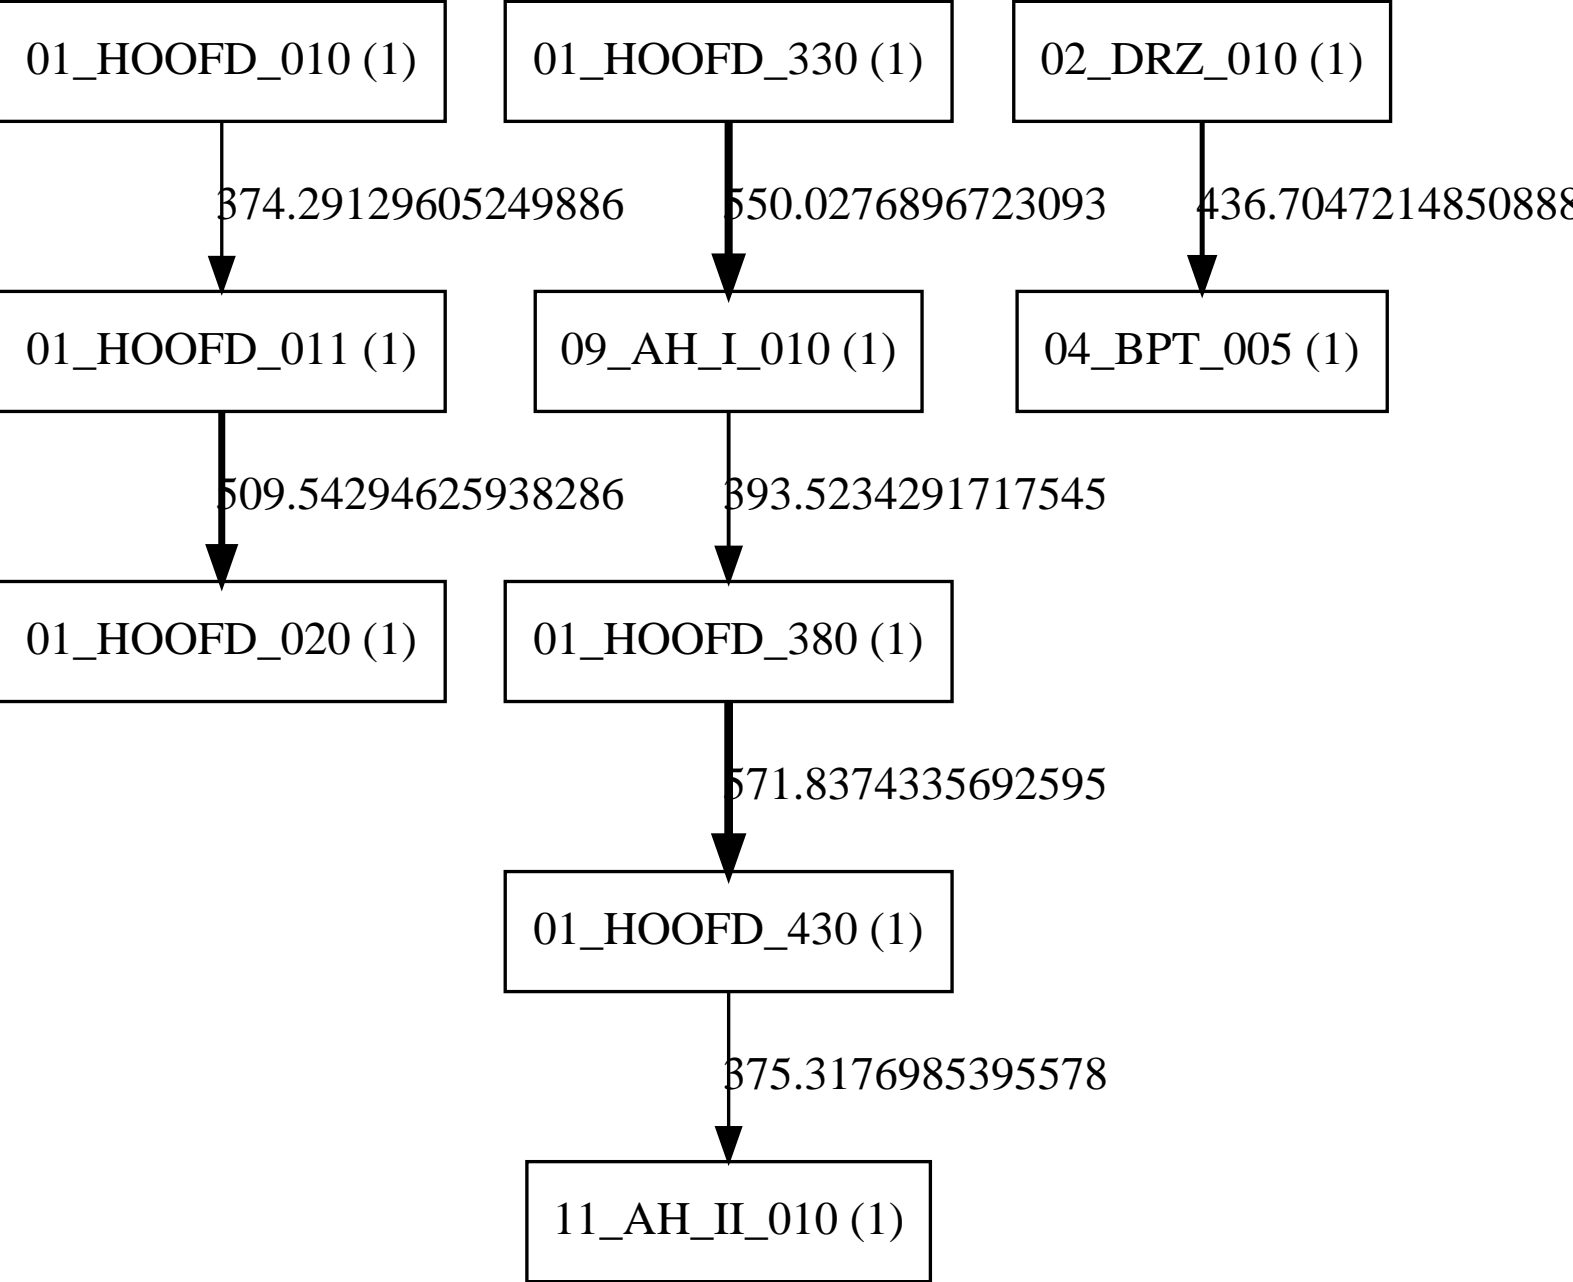 01_HOOFD_010 (1)
01_HOOFD_330 (1)
02_DRZ_010 (1)
374.29129605249886
550.0276896723093
436.7047214850888
01_HOOFD_011 (1)
09_AH_I_010 (1)
04_BPT_005 (1)
509.54294625938286
393.5234291717545
01_HOOFD_020 (1)
01_HOOFD_380 (1)
571.8374335692595
01_HOOFD_430 (1)
375.3176985395578
11_AH_II_010 (1)